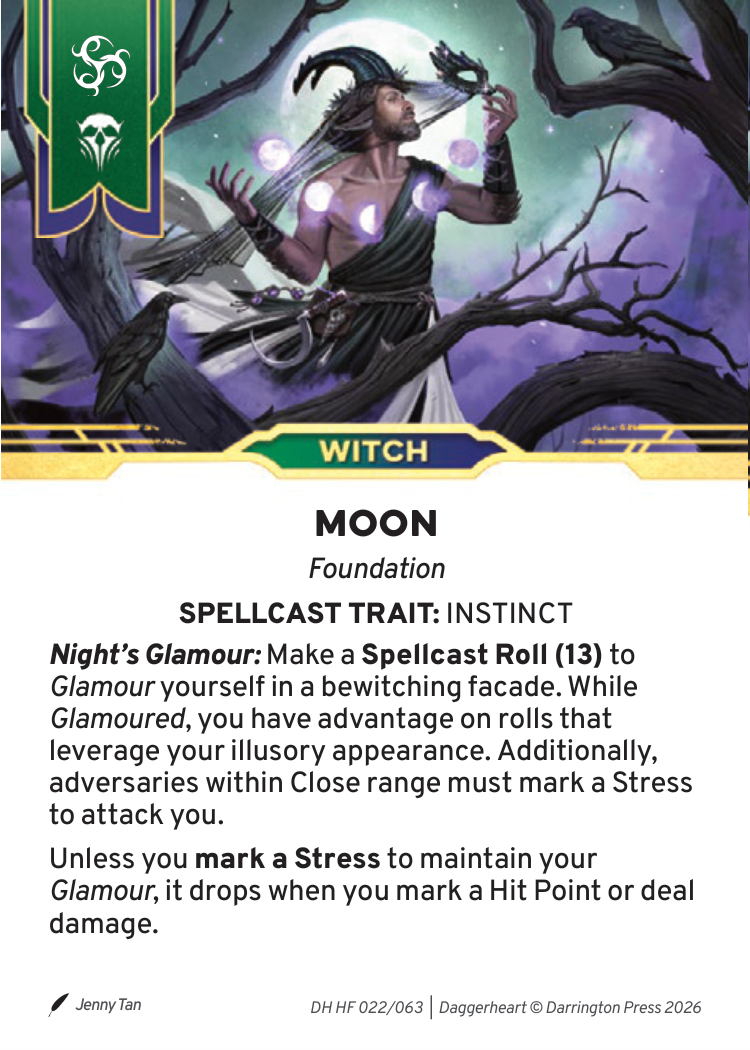 WITCH
MOON
Foundation
SPELLCAST TRAIT: INSTINCT
Night's Glamour: Make a Spellcast Roll (13) to
Glamour yourself in a bewitching facade. While
Glamoured, you have advantage on rolls that
leverage your illusory appearance. Additionally,
adversaries within Close range must mark a Stress
to attack you.
Unless you mark a Stress to maintain your
Glamour, it drops when you mark a Hit Point or deal
damage.
Jenny Tan
DH HF 022/063 | Daggerheart © Darrington Press 2026